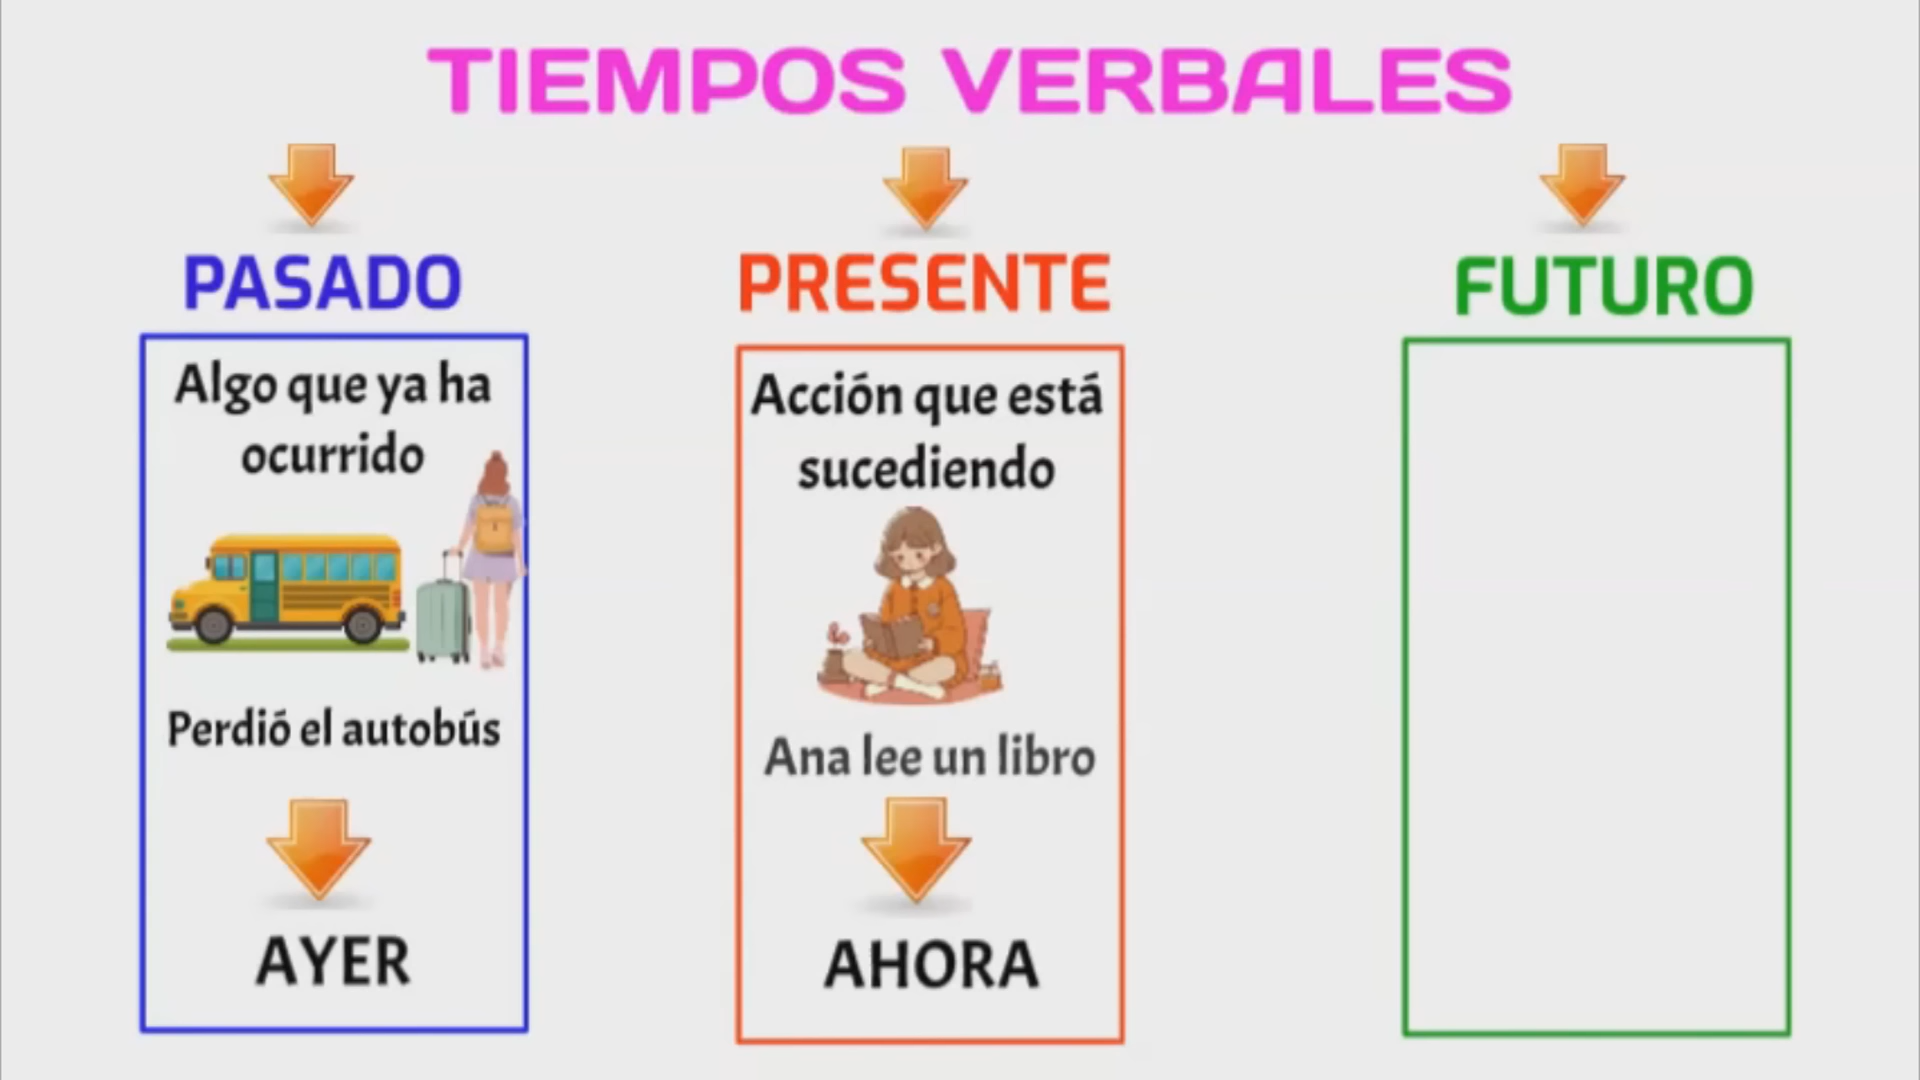 TIEMPOS VERBALES
PASADO
Algo que ya ha
ocurrido
Perdió el autobús
AYER
PRESENTE
Acción que está
sucediendo
Ana lee un libro
AHORA
FUTURO